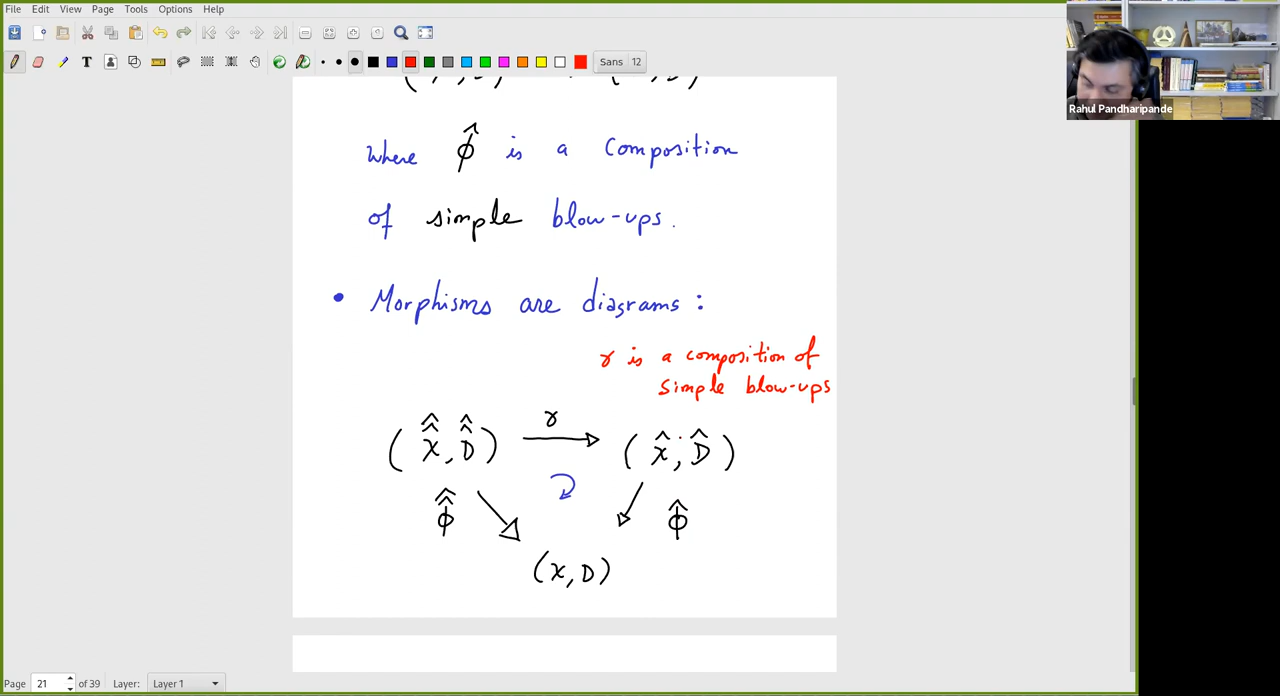 File Edit View Page Tools Options Help
Sans 12
Rahul Pandharipande
where ϕ̂ is a composition
of simple blow-ups.
• Morphisms are diagrams:
γ is a composition of
simple blow-ups
(X̂̂, D̂̂) γ (X̂, D̂)
ϕ̂̂ ϕ̂
(X, D)
Page 21 of 39 Layer: Layer 1